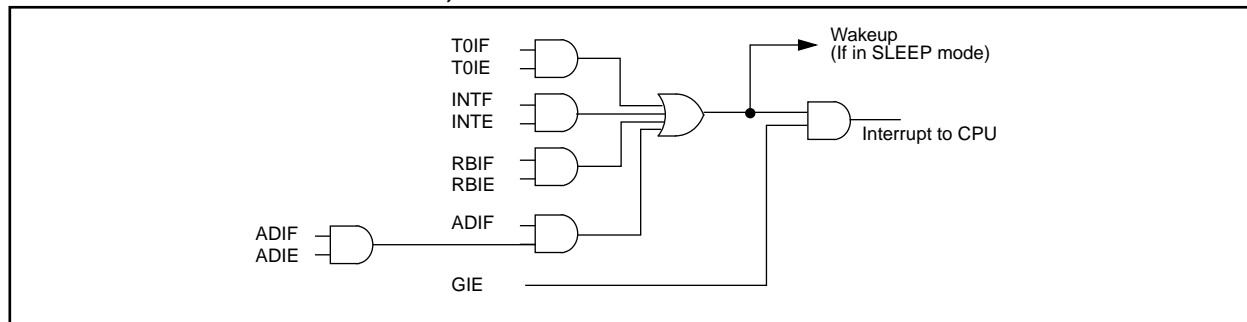 T0IF
T0IE
INTF
INTE
RBIF
RBIE
ADIF
ADIF
ADIE
GIE
Wakeup
(If in SLEEP mode)
Interrupt to CPU